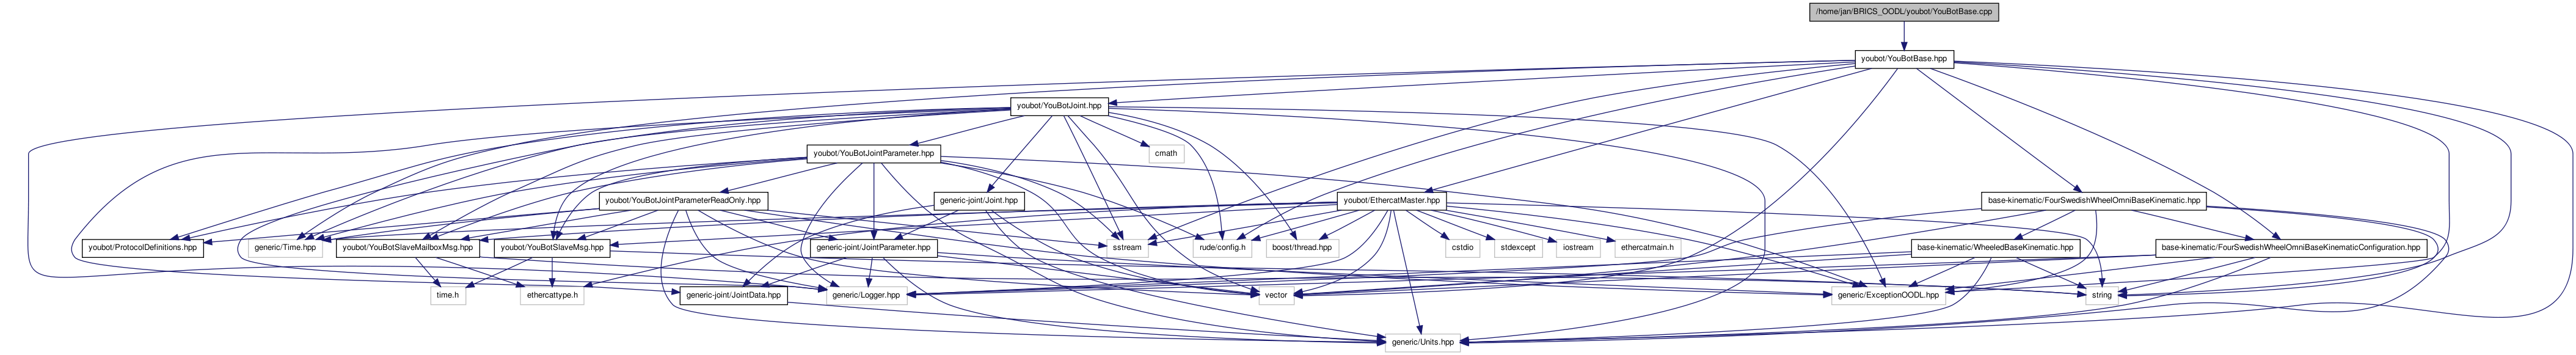 /home/jan/BRICS_OODL/youbot/YouBotBase.cpp
youbot/YouBotBase.hpp
youbot/YouBotJoint.hpp
youbot/YouBotJointParameter.hpp
cmath
youbot/YouBotJointParameterReadOnly.hpp
generic-joint/Joint.hpp
youbot/EthercatMaster.hpp
base-kinematic/FourSwedishWheelOmniBaseKinematic.hpp
youbot/ProtocolDefinitions.hpp
generic/Time.hpp
youbot/YouBotSlaveMailboxMsg.hpp
youbot/YouBotSlaveMsg.hpp
generic-joint/JointParameter.hpp
sstream
rude/config.h
boost/thread.hpp
cstdio
stdexcept
iostream
ethercatmain.h
base-kinematic/WheeledBaseKinematic.hpp
base-kinematic/FourSwedishWheelOmniBaseKinematicConfiguration.hpp
time.h
ethercattype.h
generic-joint/JointData.hpp
generic/Logger.hpp
vector
generic/ExceptionOODL.hpp
string
generic/Units.hpp